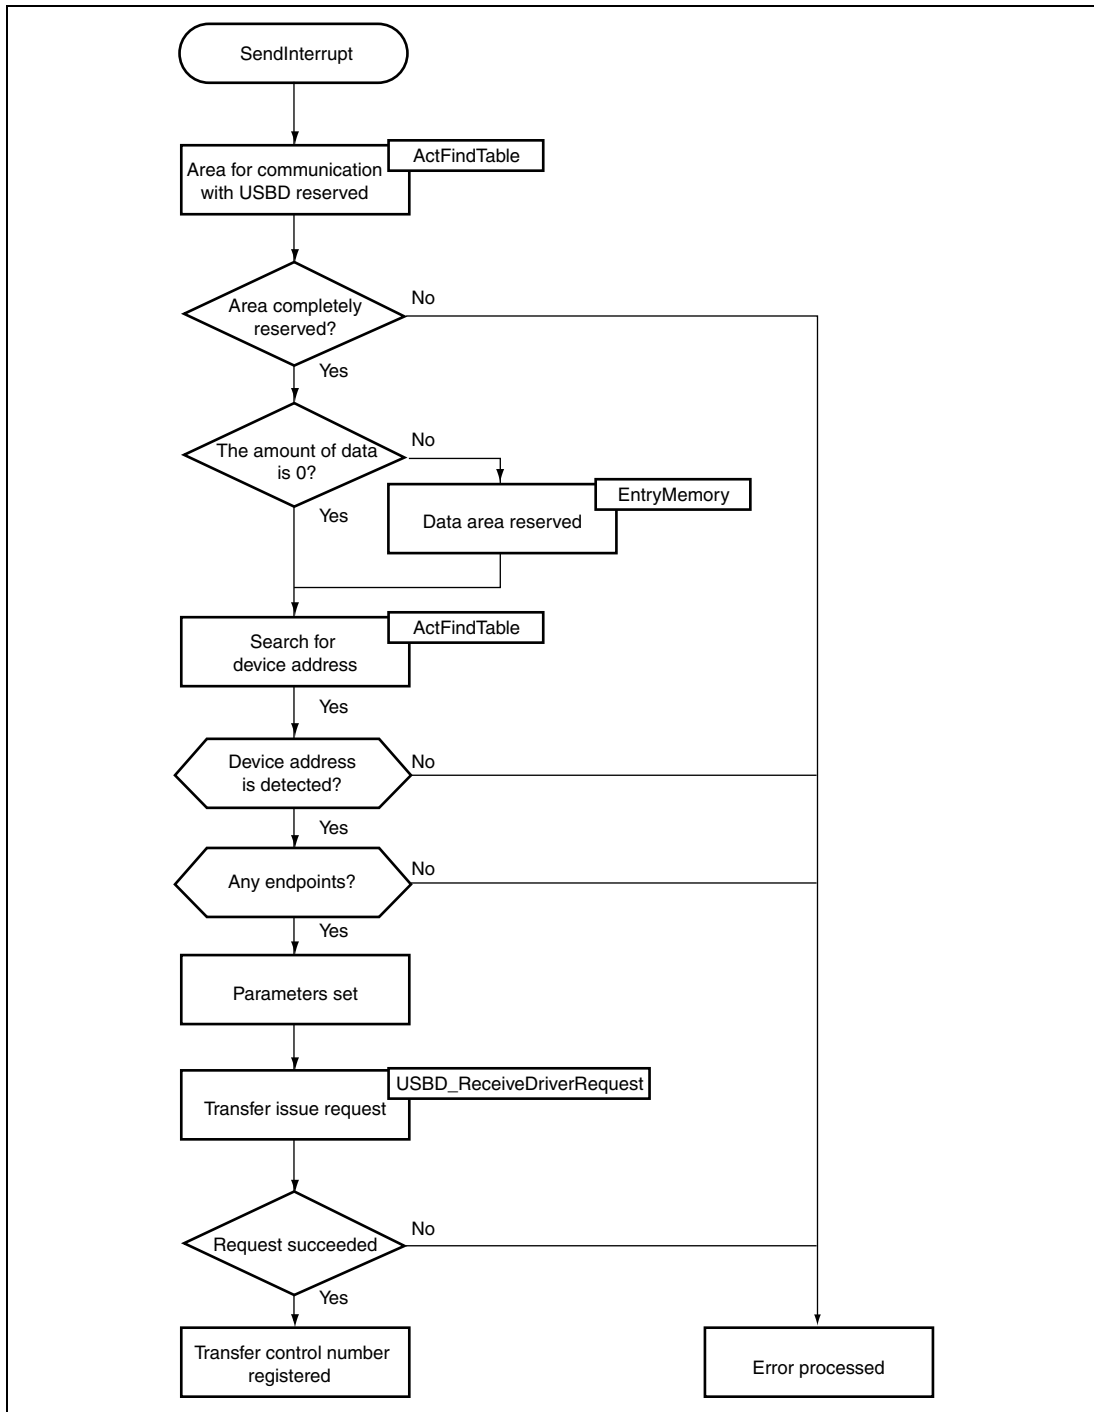 SendInterrupt
ActFindTable
Area for communication
with USBD reserved
Area completely
reserved?
No
Yes
The amount of data
is 0?
No
EntryMemory
Data area reserved
Yes
ActFindTable
Search for
device address
Yes
Device address
is detected?
No
Yes
Any endpoints?
No
Yes
Parameters set
USBD_ReceiveDriverRequest
Transfer issue request
Request succeeded
No
Yes
Transfer control number
registered
Error processed